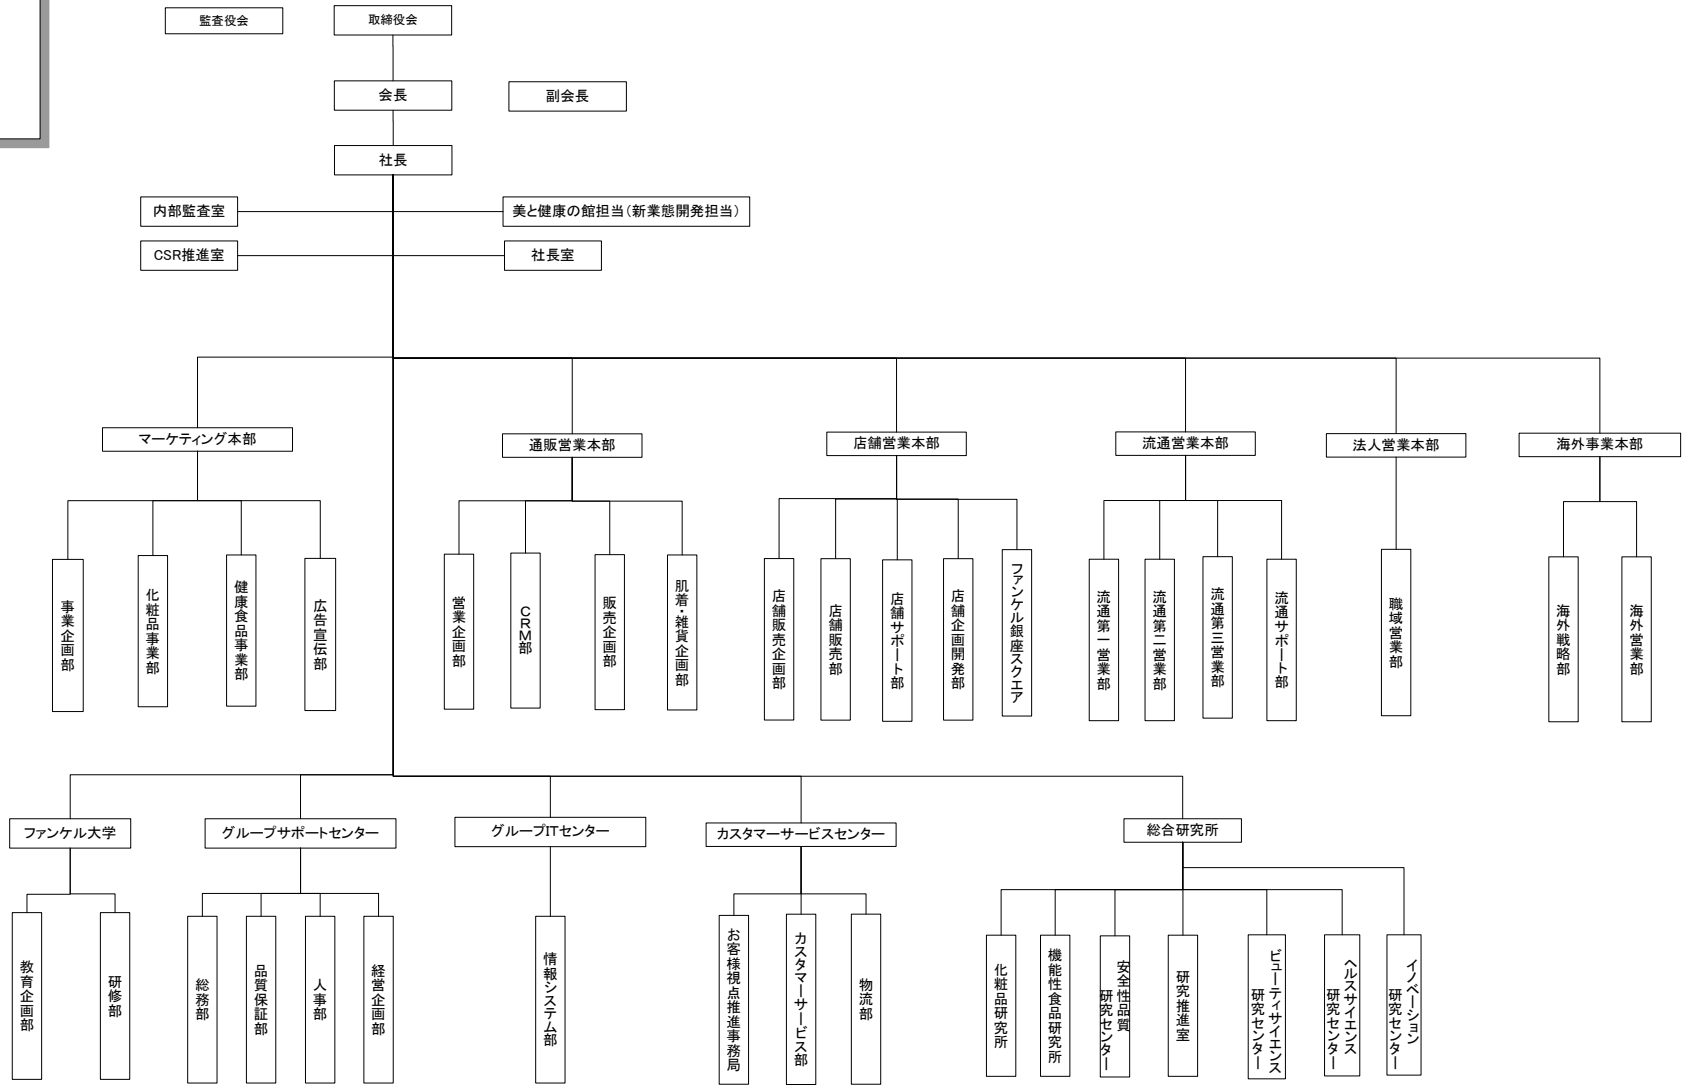 監査役会
取締役会
会長
副会長
社長
内部監査室
美と健康の館担当（新業態開発担当）
CSR推進室
社長室
マーケティング本部
通販営業本部
店舗営業本部
流通営業本部
法人営業本部
海外事業本部
事業企画部
化粧品事業部
健康食品事業部
広告宣伝部
営業企画部
CRM部
販売企画部
肌着・雑貨企画部
店舗販売企画部
店舗販売部
店舗サポート部
店舗企画開発部
ファンケル銀座スクエア
流通第一営業部
流通第二営業部
流通第三営業部
流通サポート部
職域営業部
海外戦略部
海外営業部
ファンケル大学
グループサポートセンター
グループITセンター
カスタマーサービスセンター
総合研究所
教育企画部
研修部
総務部
品質保証部
人事部
経営企画部
情報システム部
お客様視点推進事務局
カスタマーサービス部
物流部
化粧品研究所
機能性食品研究所
安全性品質
研究センター
研究推進室
ビューティサイエンス
研究センター
ヘルスサイエンス
研究センター
イノベーション
研究センター